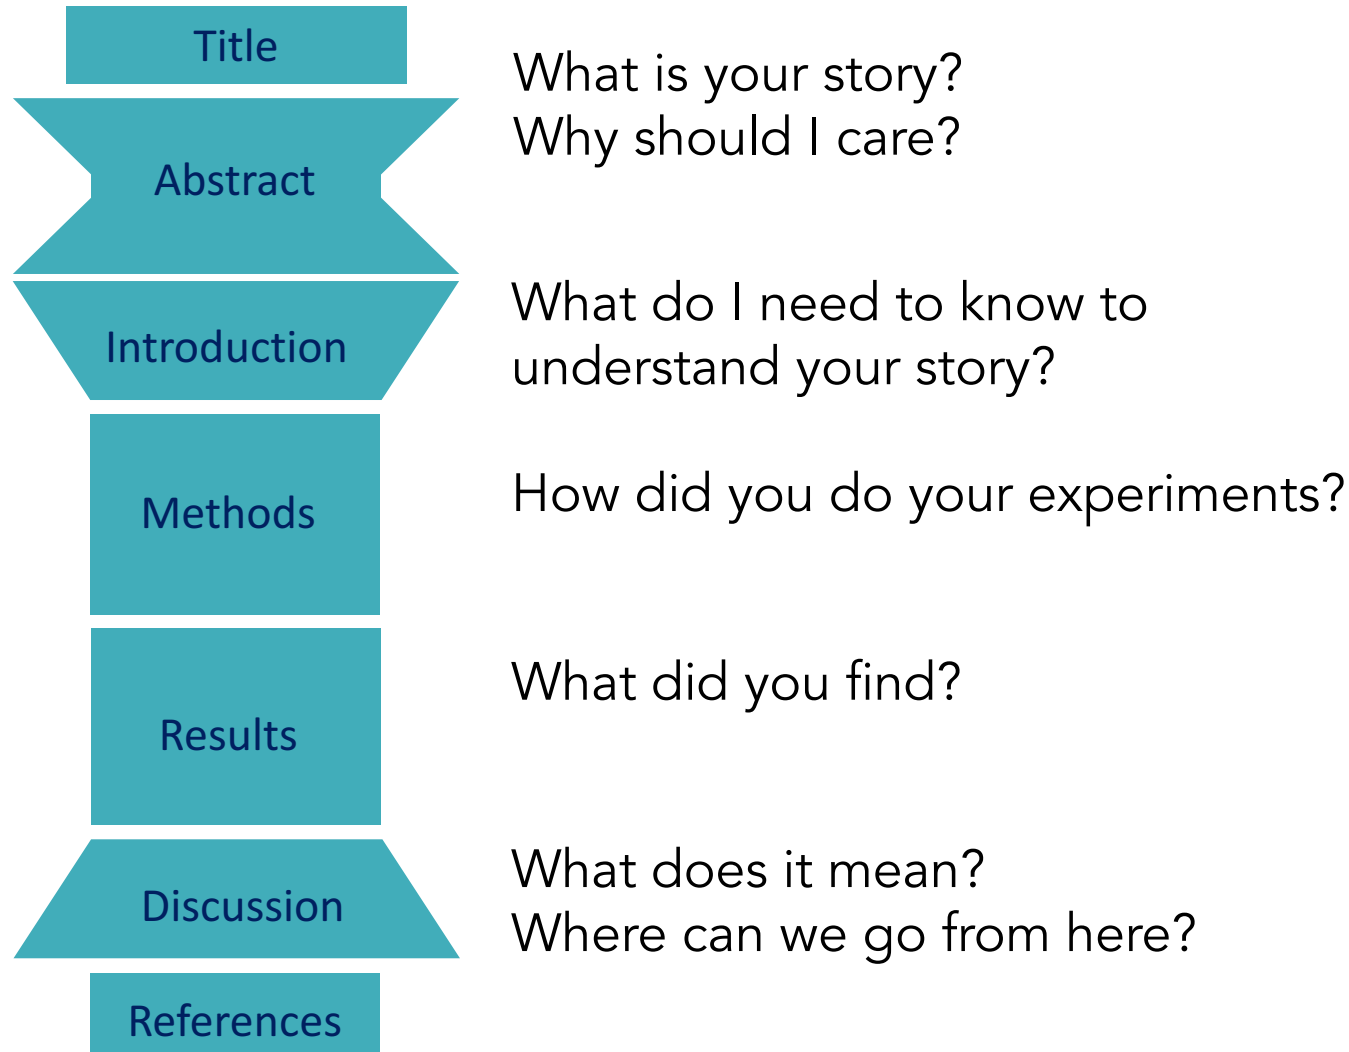 Title
What is your story?
Why should I care?
Abstract
Introduction
What do I need to know to
understand your story?
Methods
How did you do your experiments?
Results
What did you find?
Discussion
What does it mean?
Where can we go from here?
References